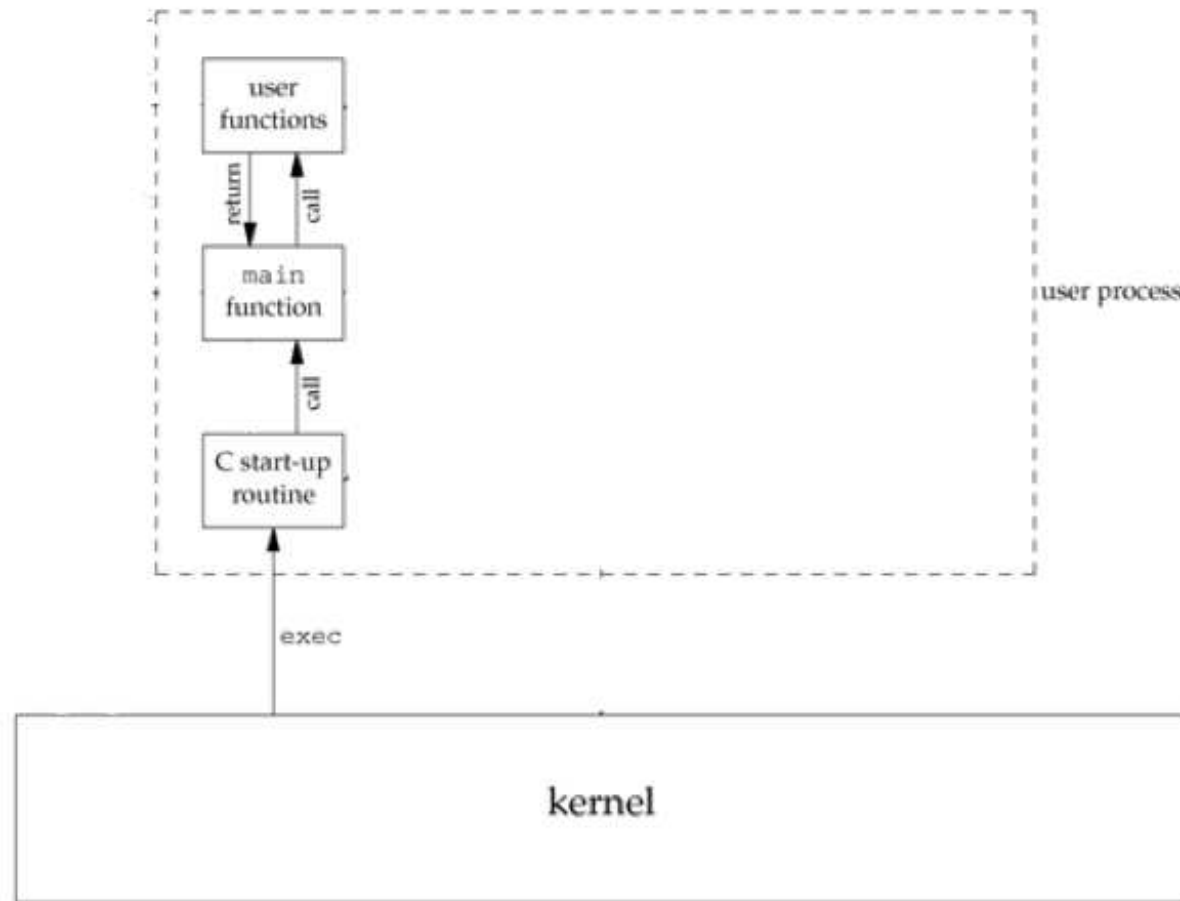 user
functions
return
call
main
function
user process
call
C start-up
routine
exec
kernel